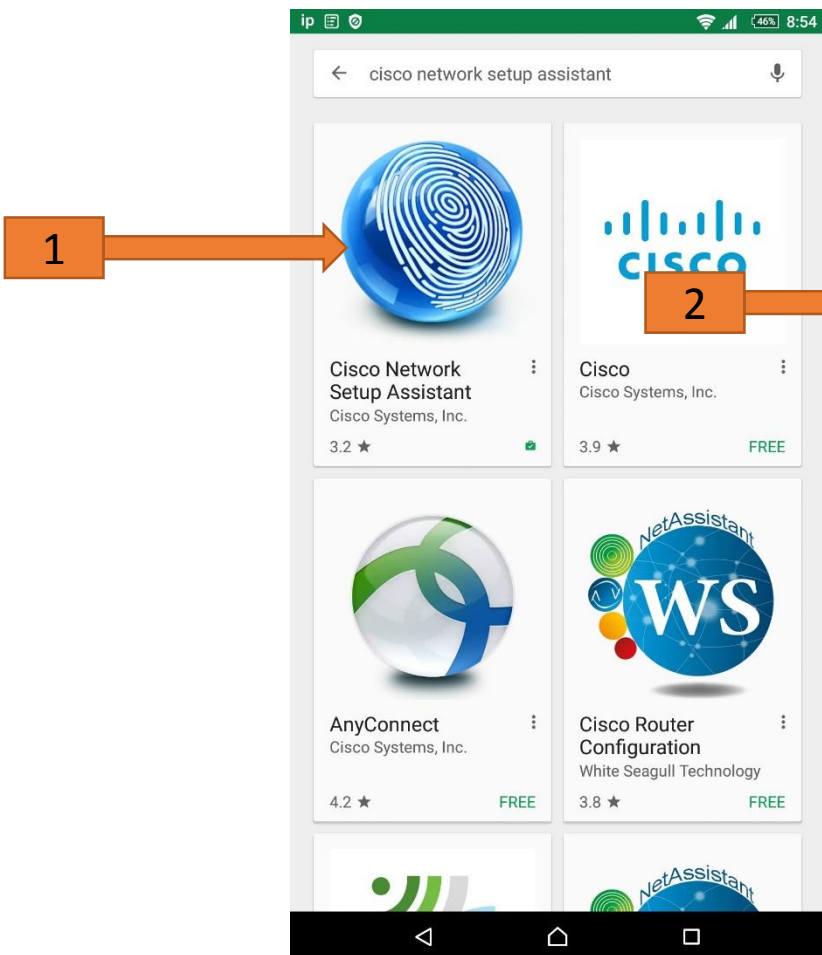 ip
46%
8:54
cisco network setup assistant
1
CISCO
2
Cisco Network
Setup Assistant
Cisco Systems, Inc.
3.2 ★
Cisco
Cisco Systems, Inc.
3.9 ★
FREE
AnyConnect
Cisco Systems, Inc.
4.2 ★
FREE
NetAssistant
WS
Cisco Router
Configuration
White Seagull Technology
3.8 ★
FREE
NetAssistant